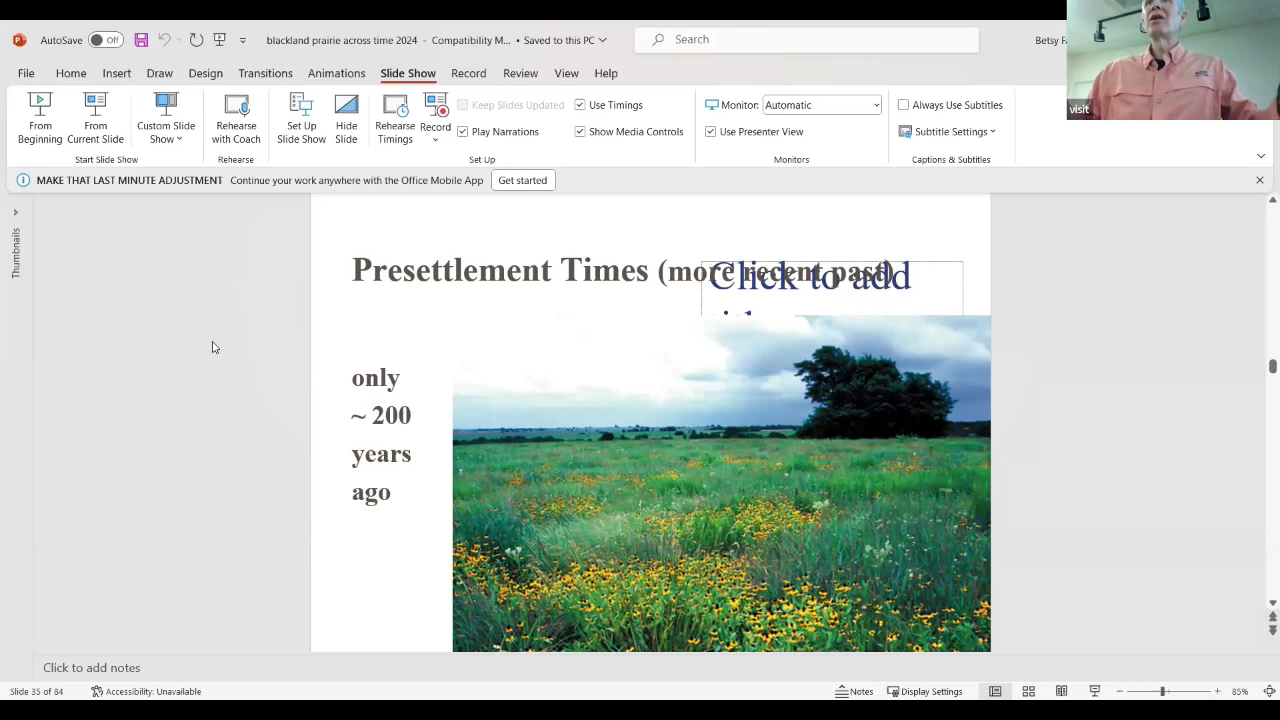 AutoSave Off blackland prairie across time 2024 - Compatibility M... • Saved to this PC Search Betsy
File Home Insert Draw Design Transitions Animations Slide Show Record Review View Help
From Beginning From Current Slide Custom Slide Show Rehearse with Coach Set Up Slide Show Hide Slide Rehearse Timings Record
Keep Slides Updated Use Timings Monitor: Automatic Always Use Subtitles
Play Narrations Show Media Controls Use Presenter View Subtitle Settings
Start Slide Show Rehearse Set Up Monitors Captions & Subtitles
visit
MAKE THAT LAST MINUTE ADJUSTMENT Continue your work anywhere with the Office Mobile App Get started
Thumbnails
Presettlement Times (more recent past)
Click to add
only
~ 200
years
ago
Click to add notes
Slide 35 of 84 Accessibility: Unavailable Notes Display Settings 85%